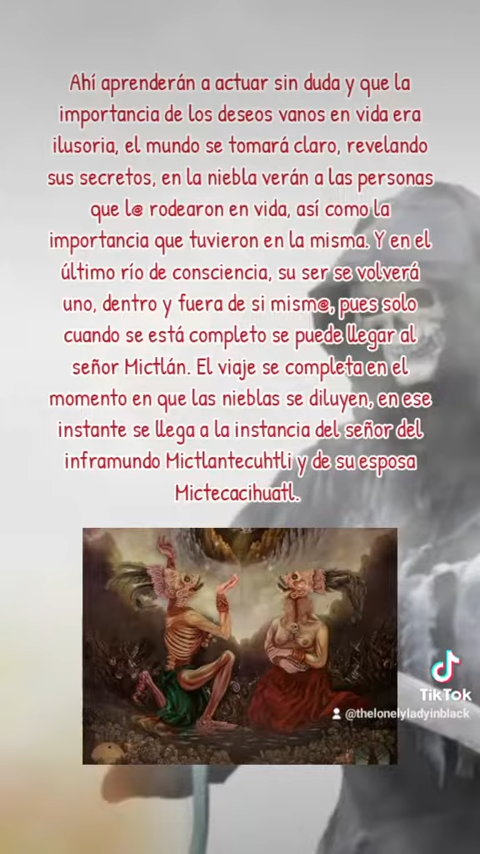 Ahí aprenderán a actuar sin duda y que la
importancia de los deseos vanos en vida era
ilusoria, el mundo se tomará claro, revelando
sus secretos, en la niebla verán a las personas
que l@ rodearon en vida, así como la
importancia que tuvieron en la misma. Y en el
último río de consciencia, su ser se volverá
uno, dentro y fuera de si mism@, pues solo
cuando se está completo se puede llegar al
señor Mictlán. El viaje se completa en el
momento en que las nieblas se diluyen, en ese
instante se llega a la instancia del señor del
inframundo Mictlantecuhtli y de su esposa
Mictecacihuatl.
TikTok
@thelonelyladyinblack